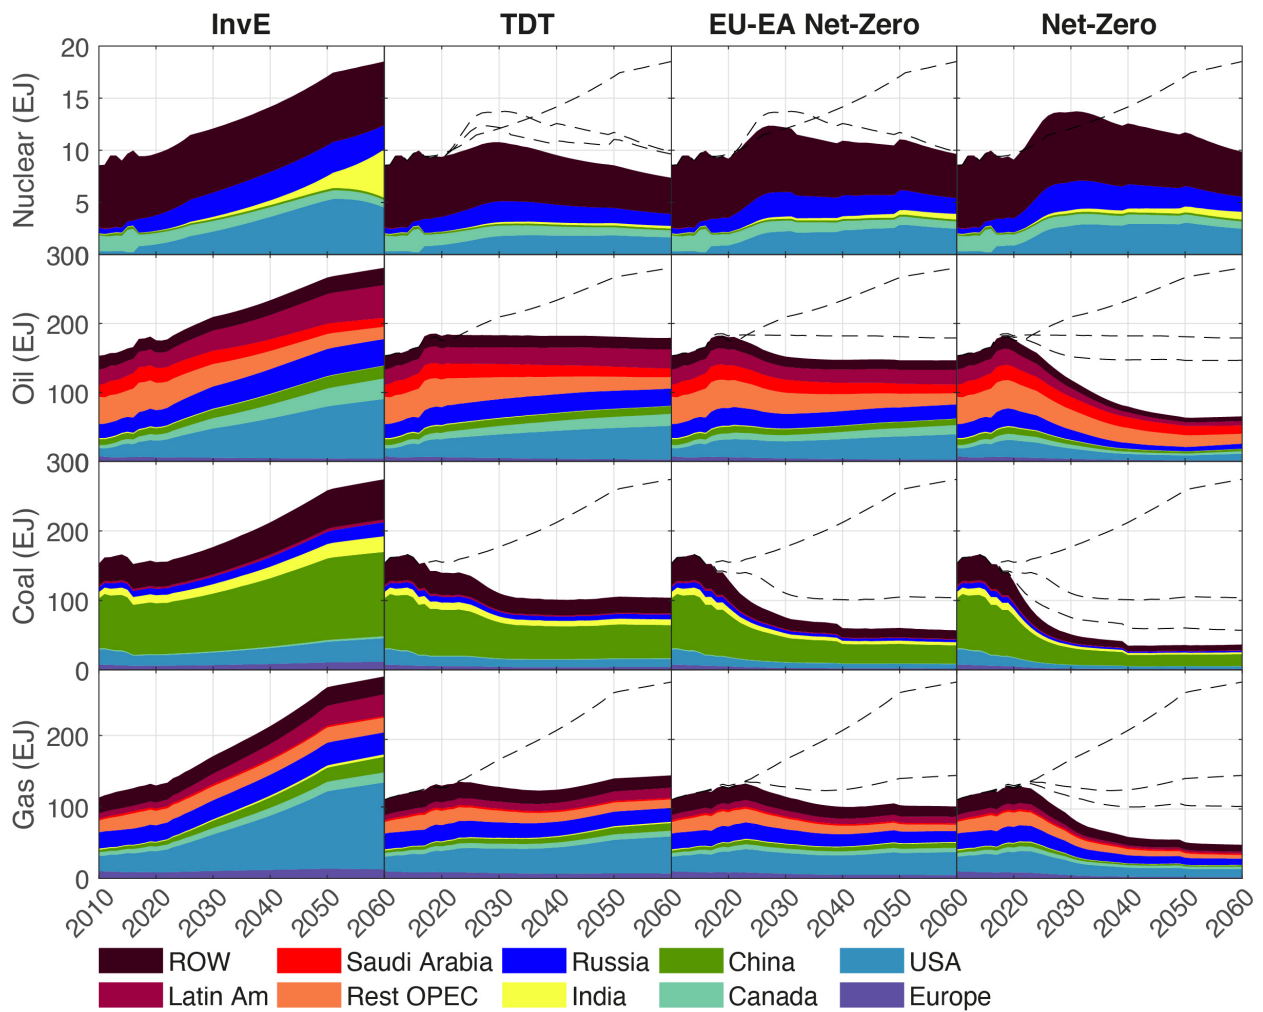 InvE TDT EU-EA Net-Zero Net-Zero
Nuclear (EJ)
20
15
10
5
Oil (EJ)
300
200
100
Coal (EJ)
300
200
100
0
Gas (EJ)
200
100
0
2010 2020 2030 2040 2050 2060 2020 2030 2040 2050 2060 2020 2030 2040 2050 2060 2020 2030 2040 2050 2060
ROW Saudi Arabia Russia China USA
Latin Am Rest OPEC India Canada Europe